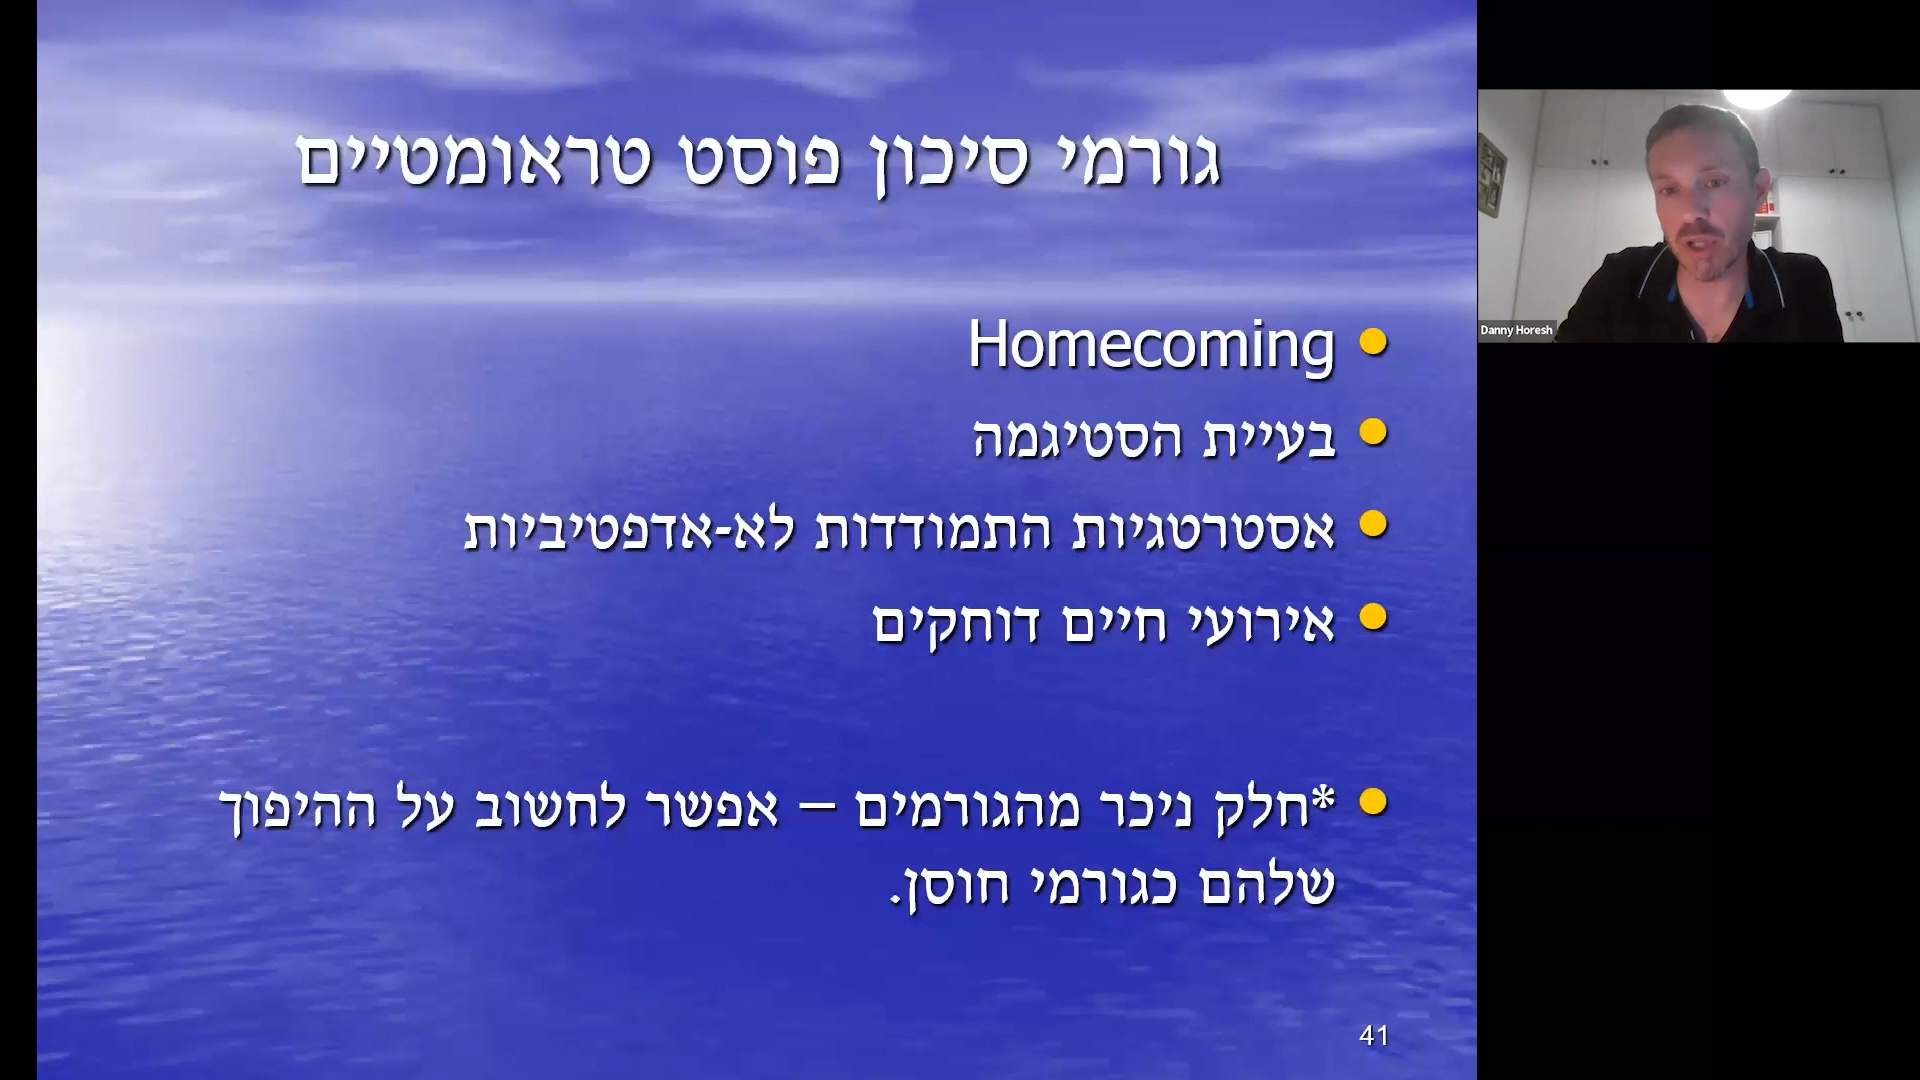 גורמי סיכון פוסט טראומטיים
Homecoming
בעיית הסטיגמה
אסטרטגיות התמודדות לא-אדפטיביות
אירועי חיים דוחקים
*חלק ניכר מהגורמים – אפשר לחשוב על ההיפוך
שלהם כגורמי חוסן.
41
Danny Horesh